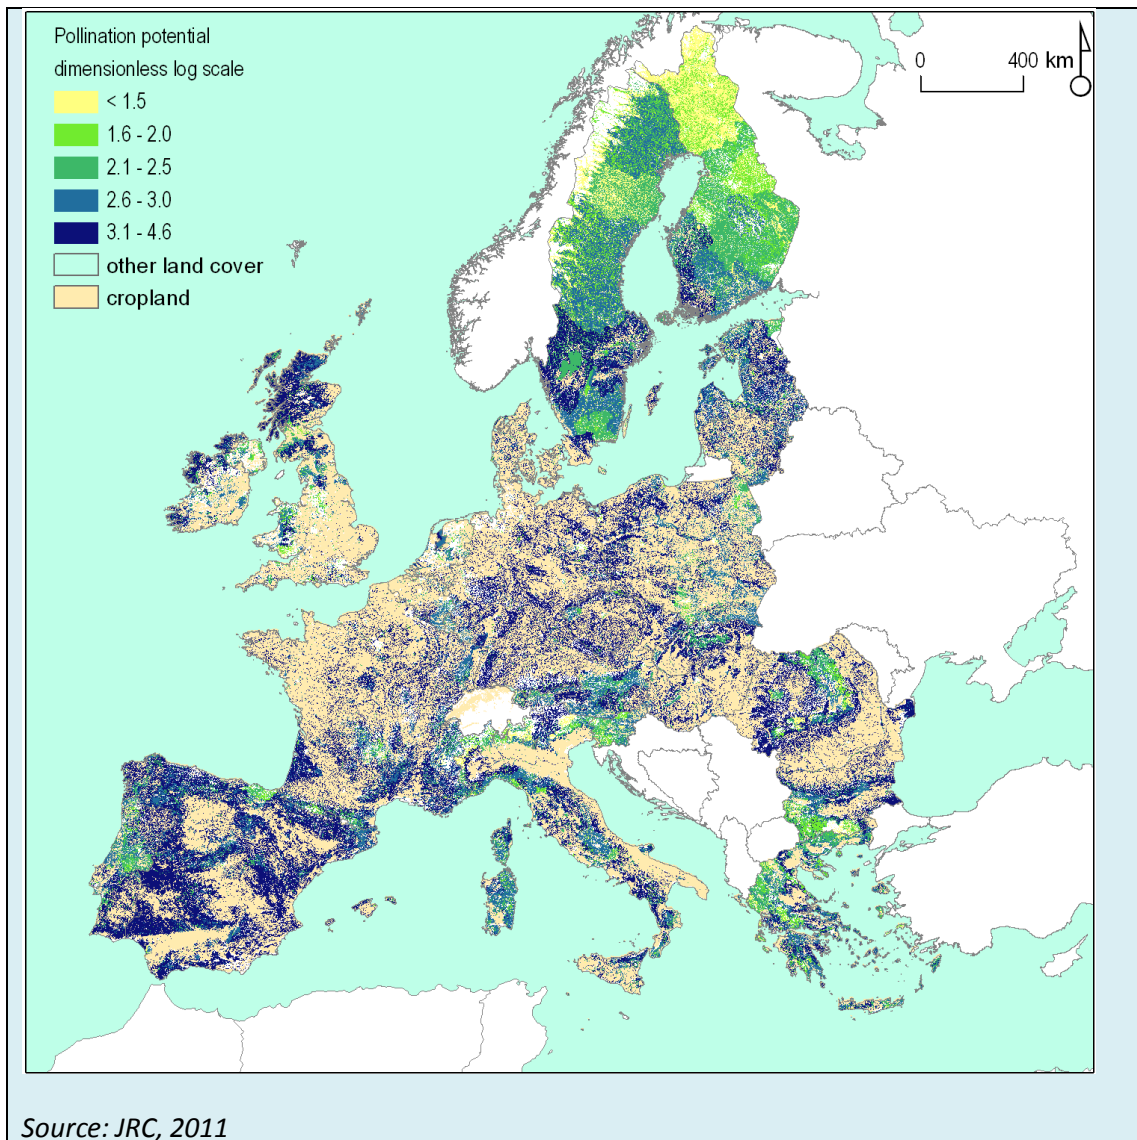 Pollination potential
dimensionless log scale
< 1.5
1.6 - 2.0
2.1 - 2.5
2.6 - 3.0
3.1 - 4.6
other land cover
cropland
0 400 km
Source: JRC, 2011